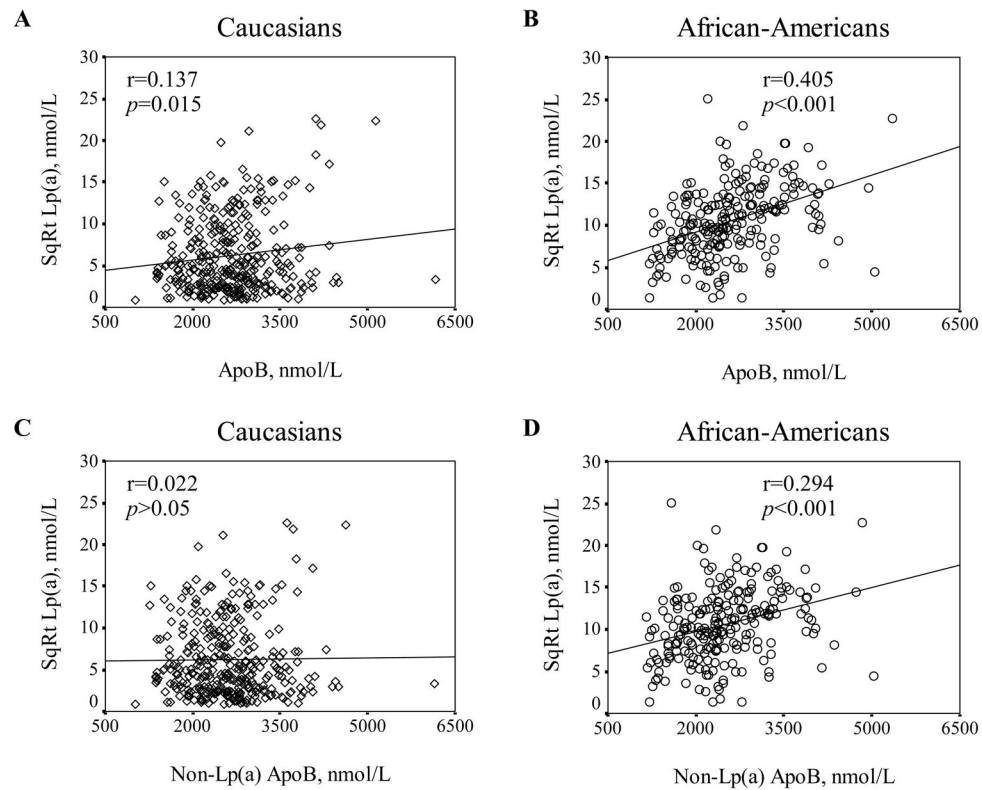 A
Caucasians
r=0.137
p=0.015
SqRt Lp(a), nmol/L
30
25
20
15
10
5
0
500 2000 3500 5000 6500
ApoB, nmol/L
B
African-Americans
r=0.405
p<0.001
SqRt Lp(a), nmol/L
30
25
20
15
10
5
0
500 2000 3500 5000 6500
ApoB, nmol/L
C
Caucasians
r=0.022
p>0.05
SqRt Lp(a), nmol/L
30
25
20
15
10
5
0
500 2000 3500 5000 6500
Non-Lp(a) ApoB, nmol/L
D
African-Americans
r=0.294
p<0.001
SqRt Lp(a), nmol/L
30
25
20
15
10
5
0
500 2000 3500 5000 6500
Non-Lp(a) ApoB, nmol/L